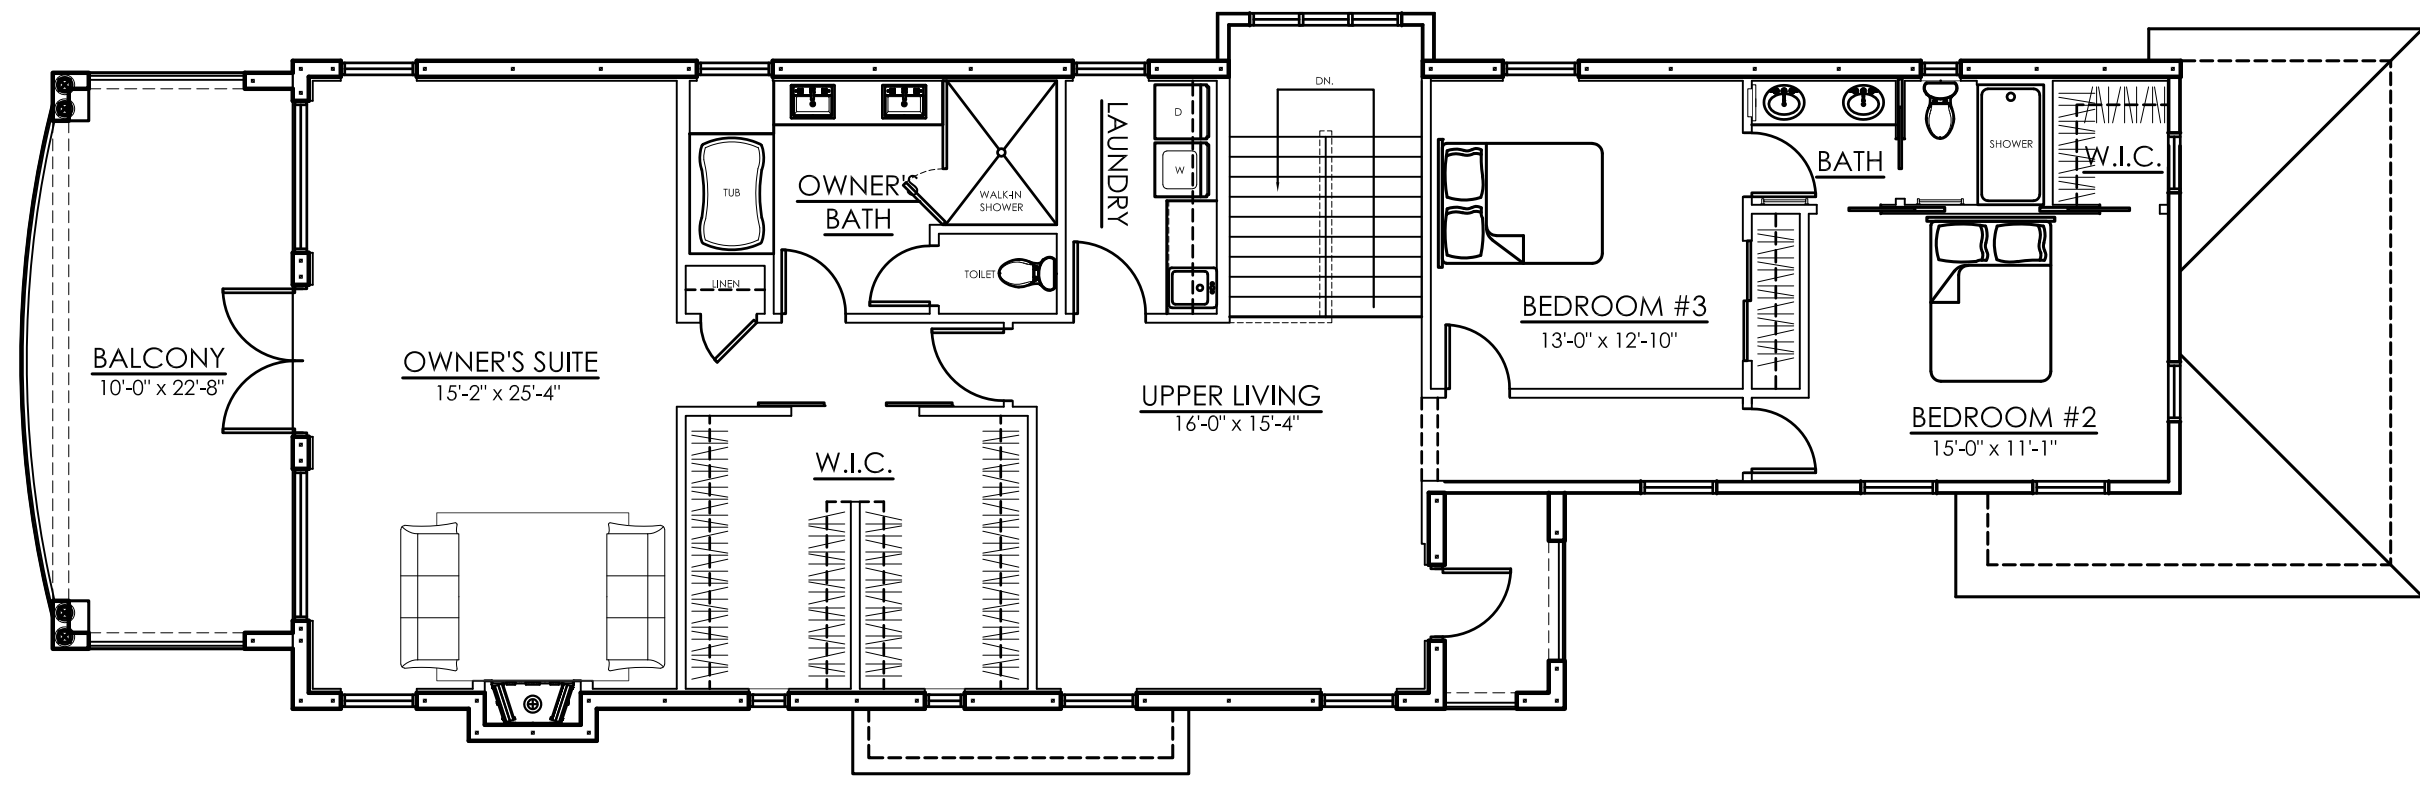 DN.
LAUNDRY
D
W
TUB
OWNER'S
BATH
WALK-IN
SHOWER
TOILET
LINEN
BATH
SHOWER
W.I.C.
BALCONY
10'-0" x 22'-8"
OWNER'S SUITE
15'-2" x 25'-4"
UPPER LIVING
16'-0" x 15'-4"
BEDROOM #3
13'-0" x 12'-10"
BEDROOM #2
15'-0" x 11'-1"
W.I.C.